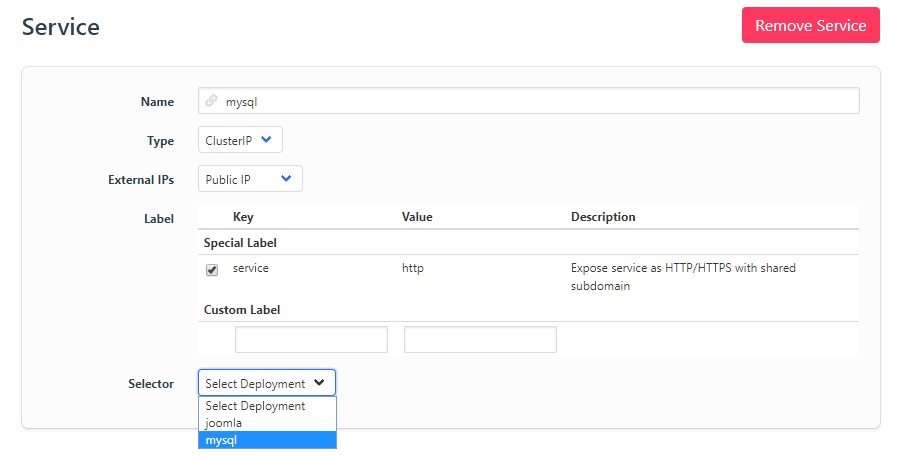 Service
Remove Service
Name mysql
Type ClusterIP
External IPs Public IP
Label Key Value Description
Special Label
service http Expose service as HTTP/HTTPS with shared
subdomain
Custom Label
Selector Select Deployment
Select Deployment
joomla
mysql